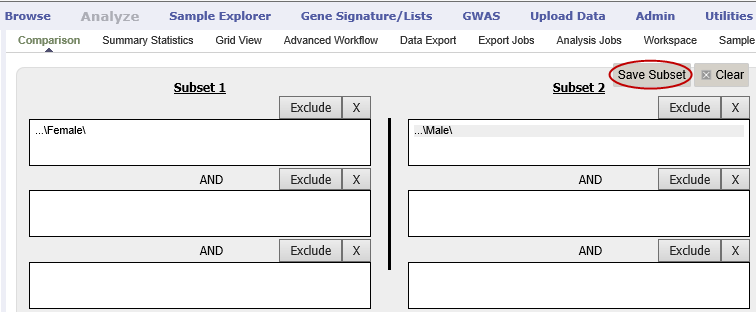 Browse Analyze Sample Explorer Gene Signature/Lists GWAS Upload Data Admin Utilities
Comparison Summary Statistics Grid View Advanced Workflow Data Export Export Jobs Analysis Jobs Workspace Sample
Save Subset Clear
Subset 1 Subset 2
Exclude X Exclude X
...\Female\ ...\Male\
AND Exclude X AND Exclude X
AND Exclude X AND Exclude X